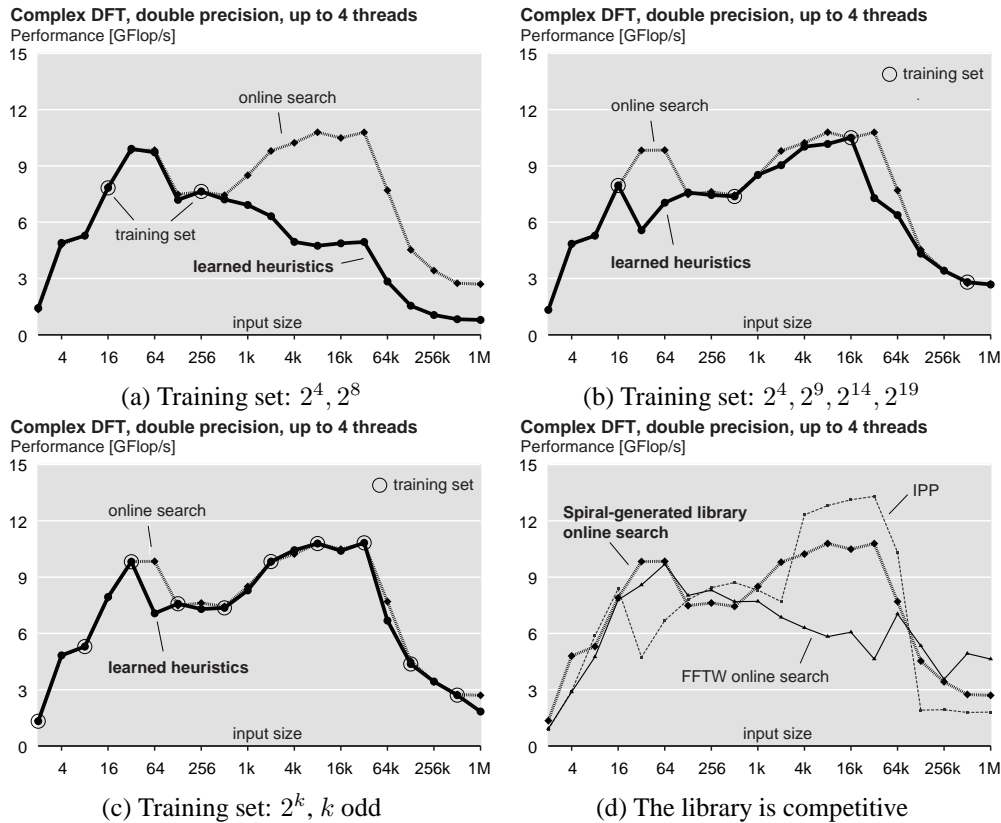 Complex DFT, double precision, up to 4 threads
Performance [GFlop/s]
15
12
9
6
3
0
online search
training set
learned heuristics
input size
4 16 64 256 1k 4k 16k 64k 256k 1M
(a) Training set: 2^4, 2^8
Complex DFT, double precision, up to 4 threads
Performance [GFlop/s]
15
12
9
6
3
0
training set
online search
learned heuristics
input size
4 16 64 256 1k 4k 16k 64k 256k 1M
(b) Training set: 2^4, 2^9, 2^14, 2^19
Complex DFT, double precision, up to 4 threads
Performance [GFlop/s]
15
12
9
6
3
0
training set
online search
learned heuristics
input size
4 16 64 256 1k 4k 16k 64k 256k 1M
(c) Training set: 2^k, k odd
Complex DFT, double precision, up to 4 threads
Performance [GFlop/s]
15
12
9
6
3
0
IPP
Spiral-generated library
online search
FFTW online search
input size
4 16 64 256 1k 4k 16k 64k 256k 1M
(d) The library is competitive